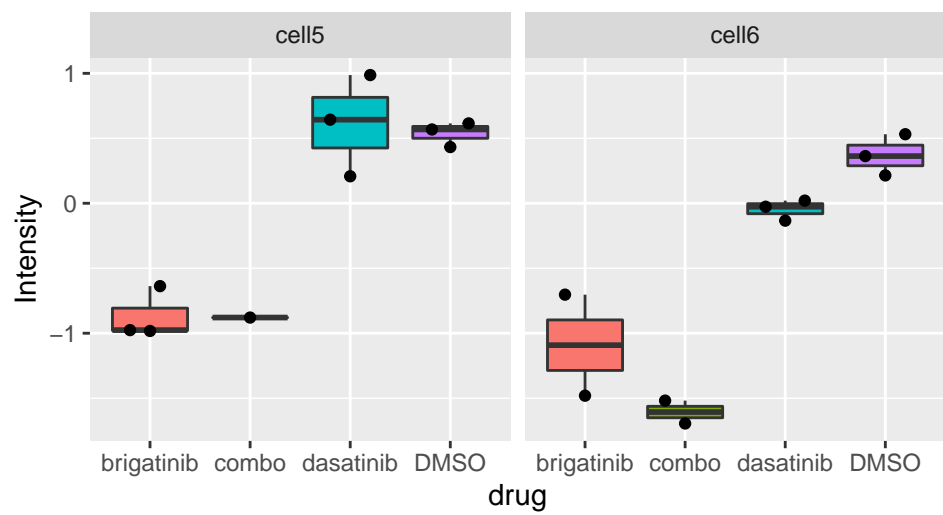 cell5 cell6
1
0
−1
Intensity
brigatinib combo dasatinib DMSO brigatinib combo dasatinib DMSO
drug